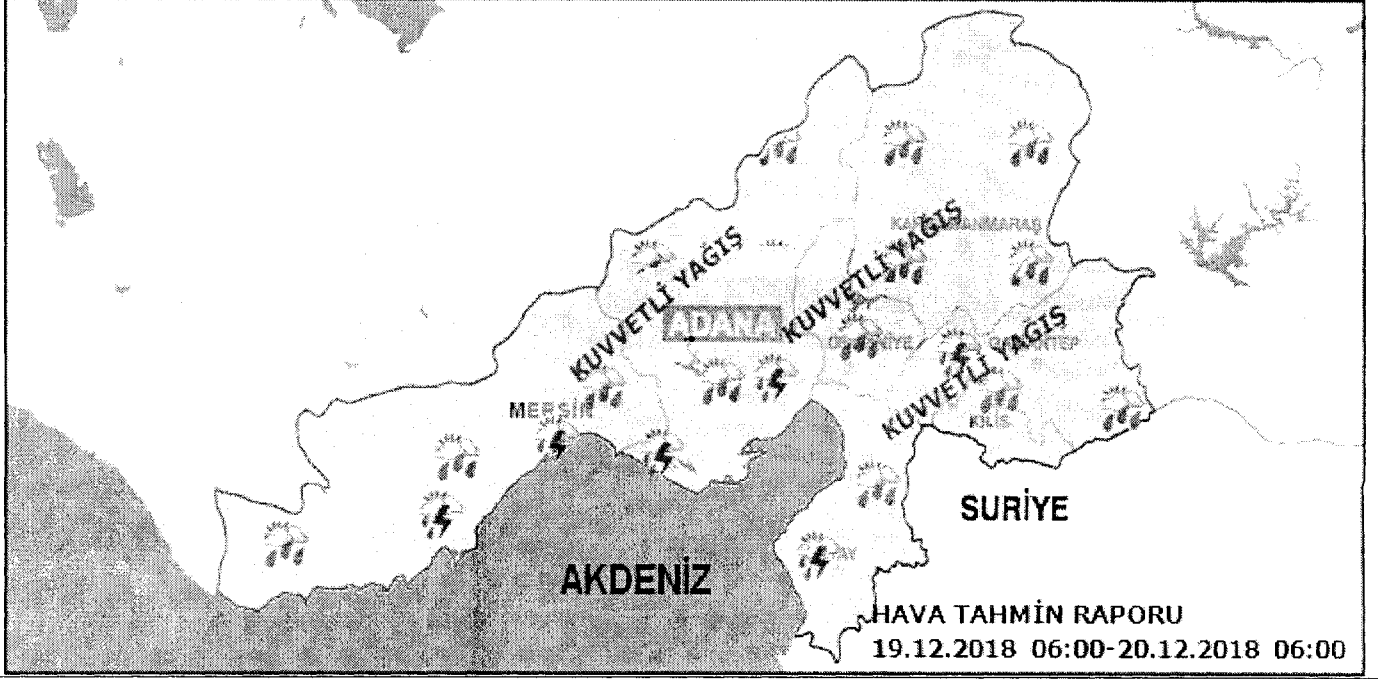 KUVVETLİ YAĞIŞ
KUVVETLİ YAĞIŞ
ADANA
KUVVETLİ YAĞIŞ
MERSİN
KİLİS
SURİYE
AKDENİZ
HAVA TAHMİN RAPORU
19.12.2018 06:00-20.12.2018 06:00